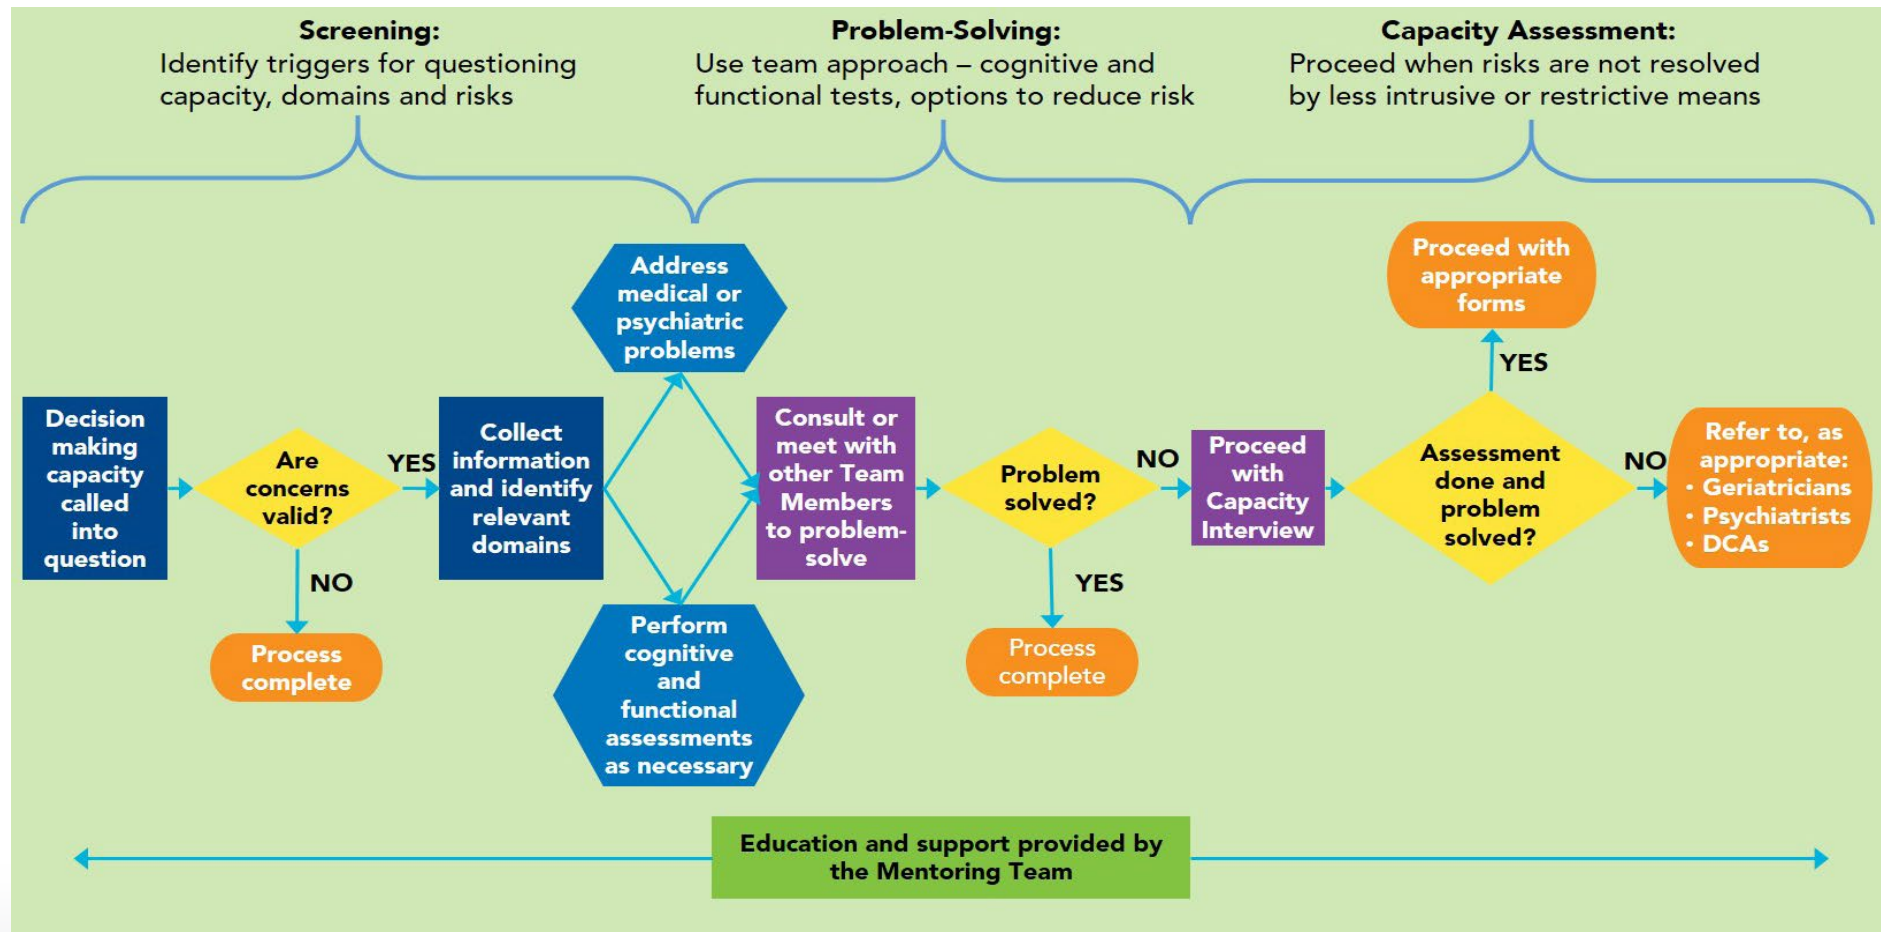 Screening:
Identify triggers for questioning
capacity, domains and risks
Problem-Solving:
Use team approach – cognitive and
functional tests, options to reduce risk
Capacity Assessment:
Proceed when risks are not resolved
by less intrusive or restrictive means
Decision
making
capacity
called
into
question
Are
concerns
valid?
YES
NO
Process
complete
Collect
information
and identify
relevant
domains
Address
medical or
psychiatric
problems
Perform
cognitive
and
functional
assessments
as necessary
Consult or
meet with
other Team
Members
to problem-
solve
Problem
solved?
NO
YES
Process
complete
Proceed
with
Capacity
Interview
Assessment
done and
problem
solved?
YES
Proceed with
appropriate
forms
NO
Refer to, as
appropriate:
• Geriatricians
• Psychiatrists
• DCAs
Education and support provided by
the Mentoring Team